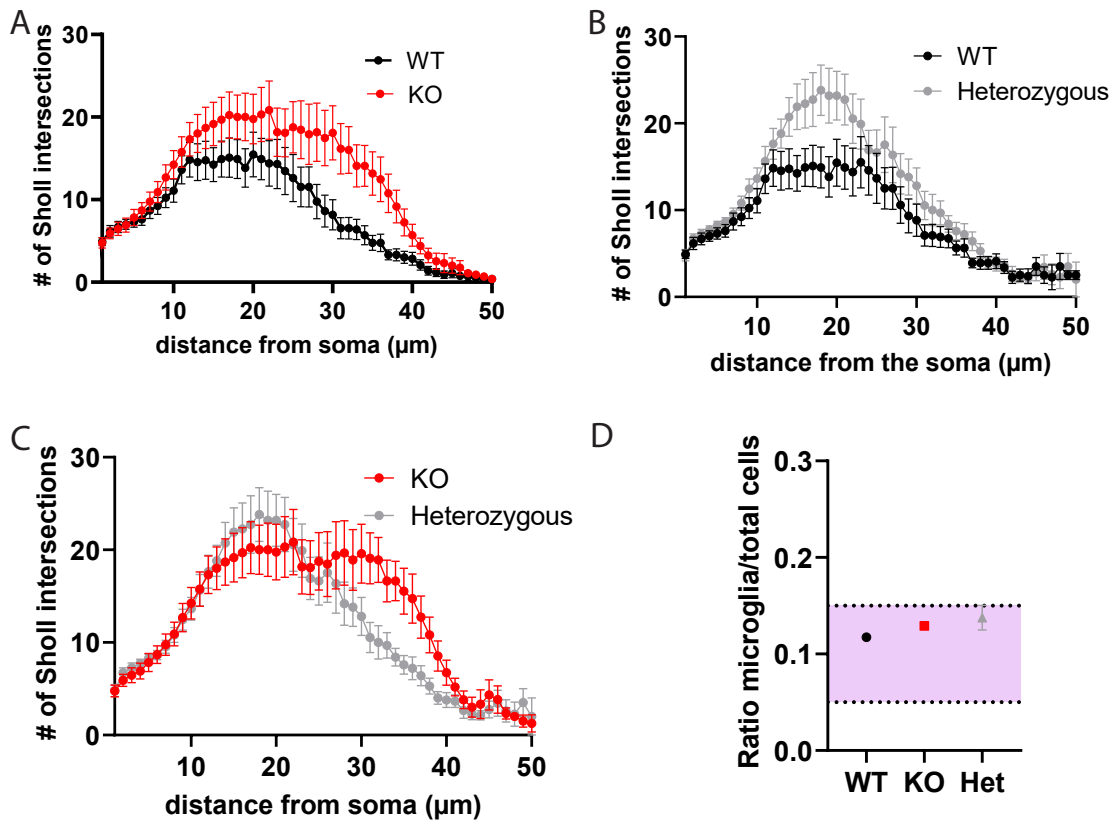 A
30
20
10
0
# of Sholl intersections
WT
KO
10 20 30 40 50
distance from soma (µm)
B
30
20
10
0
# of Sholl intersections
WT
Heterozygous
10 20 30 40 50
distance from the soma (µm)
C
30
20
10
0
# of Sholl intersections
KO
Heterozygous
10 20 30 40 50
distance from soma (µm)
D
0.3
0.2
0.1
0.0
Ratio microglia/total cells
WT KO Het